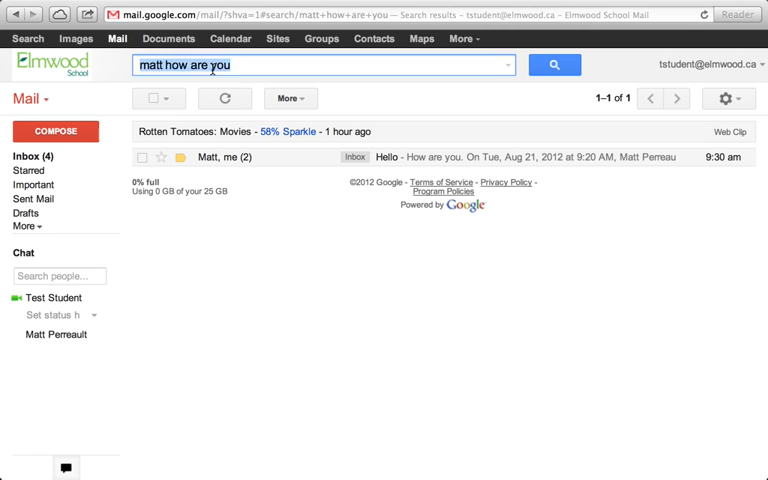 mail.google.com/mail/?shva=1#search/matt+how+are+you — Search results – tstudent@elmwood.ca – Elmwood School Mail
Reader
Search Images Mail Documents Calendar Sites Groups Contacts Maps More
Elmwood
School
matt how are you
tstudent@elmwood.ca
Mail
More
1–1 of 1
COMPOSE
Rotten Tomatoes: Movies - 58% Sparkle - 1 hour ago
Web Clip
Inbox (4)
Matt, me (2) Inbox Hello - How are you. On Tue, Aug 21, 2012 at 9:20 AM, Matt Perreau 9:30 am
Starred
Important
Sent Mail
Drafts
More
0% full
Using 0 GB of your 25 GB
©2012 Google - Terms of Service - Privacy Policy -
Program Policies
Powered by Google
Chat
Search people...
Test Student
Set status h
Matt Perreault